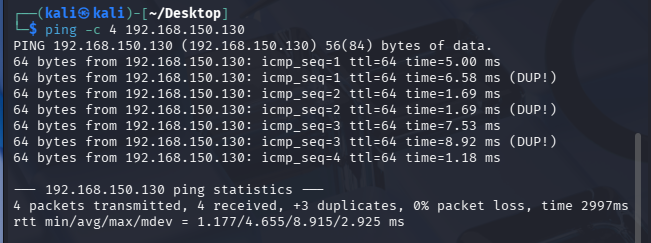 ┌──(kali㉿kali)-[~/Desktop]
└─$ ping -c 4 192.168.150.130
PING 192.168.150.130 (192.168.150.130) 56(84) bytes of data.
64 bytes from 192.168.150.130: icmp_seq=1 ttl=64 time=5.00 ms
64 bytes from 192.168.150.130: icmp_seq=1 ttl=64 time=6.58 ms (DUP!)
64 bytes from 192.168.150.130: icmp_seq=2 ttl=64 time=1.69 ms
64 bytes from 192.168.150.130: icmp_seq=2 ttl=64 time=1.69 ms (DUP!)
64 bytes from 192.168.150.130: icmp_seq=3 ttl=64 time=7.53 ms
64 bytes from 192.168.150.130: icmp_seq=3 ttl=64 time=8.92 ms (DUP!)
64 bytes from 192.168.150.130: icmp_seq=4 ttl=64 time=1.18 ms
--- 192.168.150.130 ping statistics ---
4 packets transmitted, 4 received, +3 duplicates, 0% packet loss, time 2997ms
rtt min/avg/max/mdev = 1.177/4.655/8.915/2.925 ms